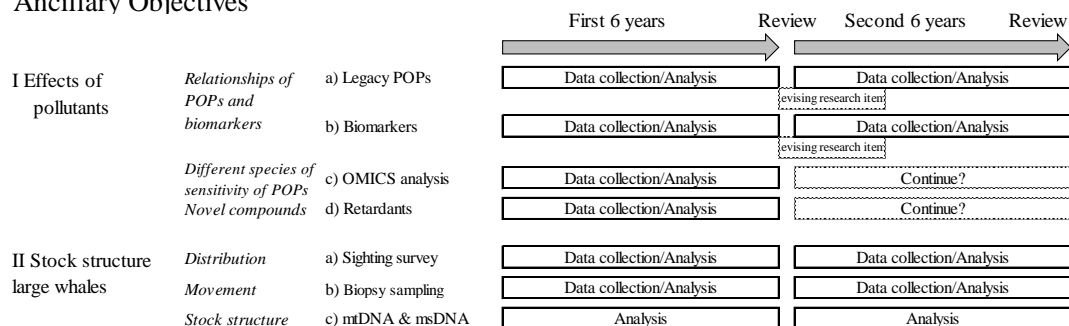 Ancillary Objectives
First 6 years Review Second 6 years Review
I Effects of pollutants
Relationships of POPs and biomarkers
a) Legacy POPs Data collection/Analysis Data collection/Analysis
evising research item
b) Biomarkers Data collection/Analysis Data collection/Analysis
evising research item
Different species of sensitivity of POPs
c) OMICS analysis Data collection/Analysis Continue?
Novel compounds d) Retardants Data collection/Analysis Continue?
II Stock structure large whales
Distribution a) Sighting survey Data collection/Analysis Data collection/Analysis
Movement b) Biopsy sampling Data collection/Analysis Data collection/Analysis
Stock structure c) mtDNA & msDNA Analysis Analysis